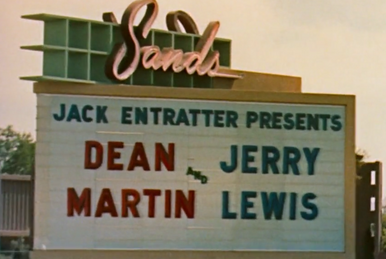 Sands
JACK ENTRATTER PRESENTS
DEAN AND JERRY
MARTIN LEWIS